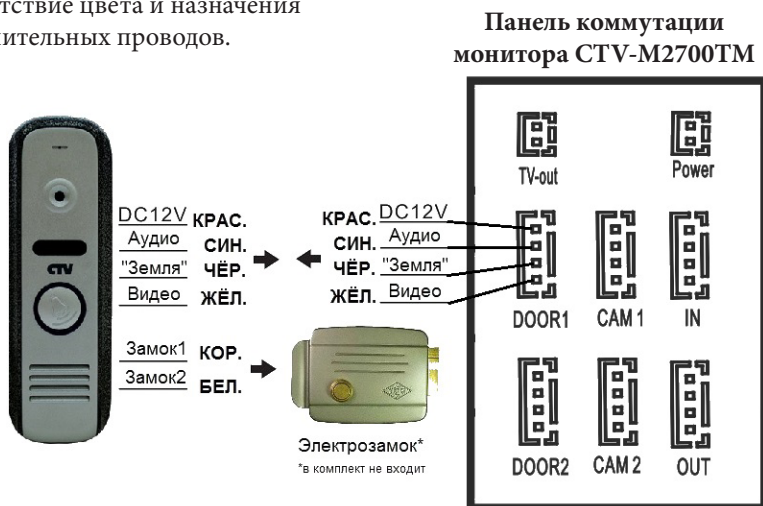 тствие цвета и назначения
ительных проводов.
Панель коммутации
монитора CTV-M2700TM
TV-out
Power
CTV
DC12V КРАС.
Аудио СИН.
"Земля" ЧЁР.
Видео ЖЁЛ.
КРАС. DC12V
СИН. Аудио
ЧЁР. "Земля"
ЖЁЛ. Видео
DOOR1
CAM 1
IN
Замок1 КОР.
Замок2 БЕЛ.
Электрозамок*
*в комплект не входит
DOOR2
CAM 2
OUT